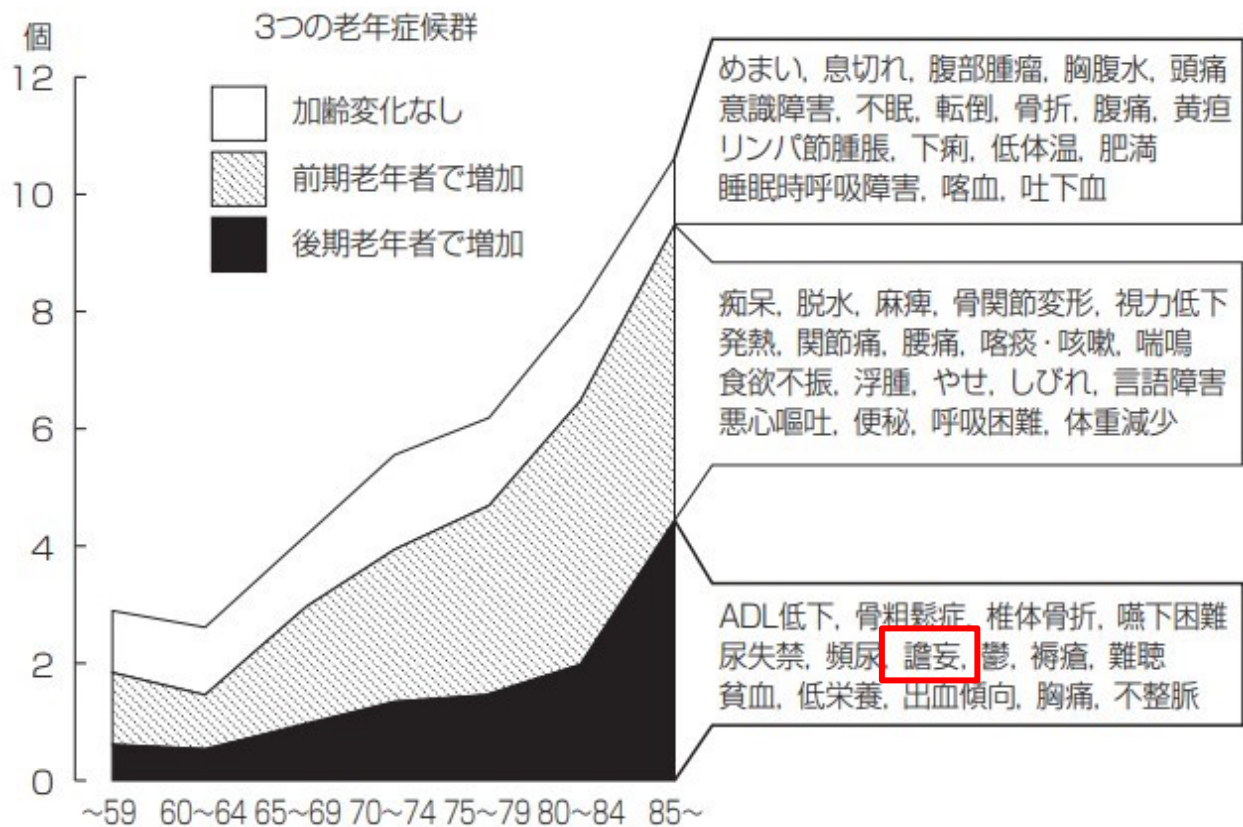 3つの老年症候群
個
12
10
8
6
4
2
0
加齢変化なし
前期老年者で増加
後期老年者で増加
めまい, 息切れ, 腹部腫瘤, 胸腹水, 頭痛
意識障害, 不眠, 転倒, 骨折, 腹痛, 黄疸
リンパ節腫脹, 下痢, 低体温, 肥満
睡眠時呼吸障害, 喀血, 吐下血
痴呆, 脱水, 麻痺, 骨関節変形, 視力低下
発熱, 関節痛, 腰痛, 喀痰・咳嗽, 喘鳴
食欲不振, 浮腫, やせ, しびれ, 言語障害
悪心嘔吐, 便秘, 呼吸困難, 体重減少
ADL低下, 骨粗鬆症, 椎体骨折, 嚥下困難
尿失禁, 頻尿, 譫妄, 鬱, 褥瘡, 難聴
貧血, 低栄養, 出血傾向, 胸痛, 不整脈
～59 60～64 65～69 70～74 75～79 80～84 85～